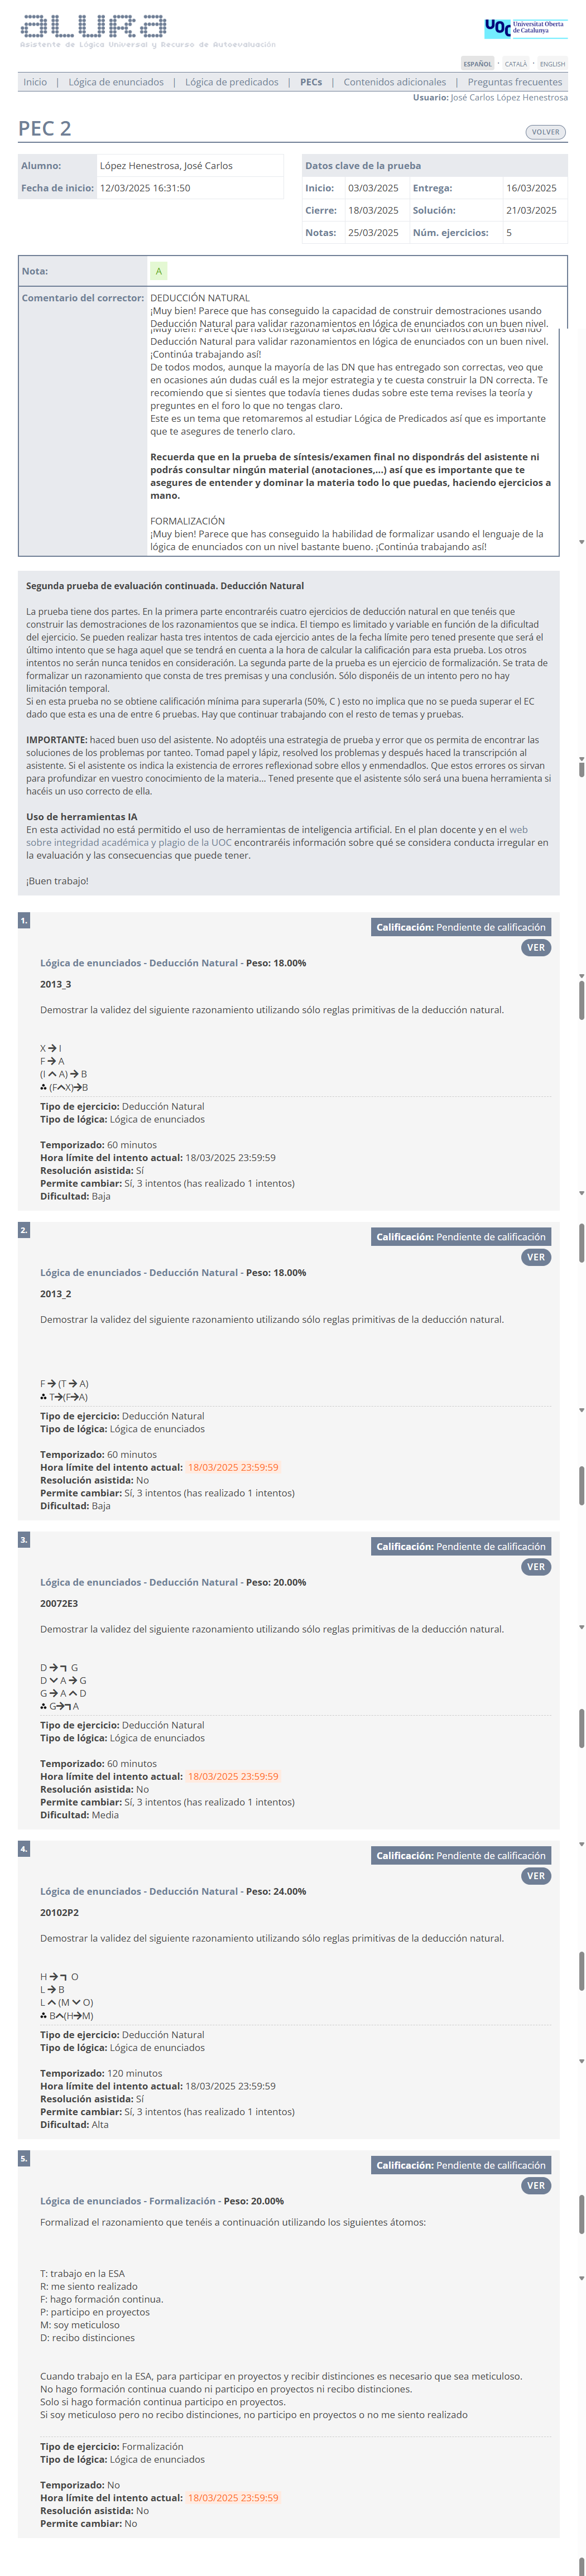 aLURa
Asistente de Lógica Universal y Recurso de Autoevaluación
UOC Universitat Oberta de Catalunya
ESPAÑOL · CATALÀ · ENGLISH
Inicio | Lógica de enunciados | Lógica de predicados | PECs | Contenidos adicionales | Preguntas frecuentes
Usuario: José Carlos López Henestrosa
PEC 2
VOLVER
Alumno: López Henestrosa, José Carlos
Fecha de inicio: 12/03/2025 16:31:50
Datos clave de la prueba
Inicio: 03/03/2025 Entrega: 16/03/2025
Cierre: 18/03/2025 Solución: 21/03/2025
Notas: 25/03/2025 Núm. ejercicios: 5
Nota: A
Comentario del corrector: DEDUCCIÓN NATURAL
¡Muy bien! Parece que has conseguido la capacidad de construir demostraciones usando
Deducción Natural para validar razonamientos en lógica de enunciados con un buen nivel.
¡Muy bien! Parece que has conseguido la capacidad de construir demostraciones usando
Deducción Natural para validar razonamientos en lógica de enunciados con un buen nivel.
¡Continúa trabajando así!
De todos modos, aunque la mayoría de las DN que has entregado son correctas, veo que
en ocasiones aún dudas cuál es la mejor estrategia y te cuesta construir la DN correcta. Te
recomiendo que si sientes que todavía tienes dudas sobre este tema revises la teoría y
preguntes en el foro lo que no tengas claro.
Este es un tema que retomaremos al estudiar Lógica de Predicados así que es importante
que te asegures de tenerlo claro.
Recuerda que en la prueba de síntesis/examen final no dispondrás del asistente ni
podrás consultar ningún material (anotaciones,...) así que es importante que te
asegures de entender y dominar la materia todo lo que puedas, haciendo ejercicios a
mano.
FORMALIZACIÓN
¡Muy bien! Parece que has conseguido la habilidad de formalizar usando el lenguaje de la
lógica de enunciados con un nivel bastante bueno. ¡Continúa trabajando así!
Segunda prueba de evaluación continuada. Deducción Natural
La prueba tiene dos partes. En la primera parte encontraréis cuatro ejercicios de deducción natural en que tenéis que
construir las demostraciones de los razonamientos que se indica. El tiempo es limitado y variable en función de la dificultad
del ejercicio. Se pueden realizar hasta tres intentos de cada ejercicio antes de la fecha límite pero tened presente que será el
último intento que se haga aquel que se tendrá en cuenta a la hora de calcular la calificación para esta prueba. Los otros
intentos no serán nunca tenidos en consideración. La segunda parte de la prueba es un ejercicio de formalización. Se trata de
formalizar un razonamiento que consta de tres premisas y una conclusión. Sólo disponéis de un intento pero no hay
limitación temporal.
Si en esta prueba no se obtiene calificación mínima para superarla (50%, C ) esto no implica que no se pueda superar el EC
dado que esta es una de entre 6 pruebas. Hay que continuar trabajando con el resto de temas y pruebas.
IMPORTANTE: haced buen uso del asistente. No adoptéis una estrategia de prueba y error que os permita de encontrar las
soluciones de los problemas por tanteo. Tomad papel y lápiz, resolved los problemas y después haced la transcripción al
asistente. Si el asistente os indica la existencia de errores reflexionad sobre ellos y enmendadlos. Que estos errores os sirvan
para profundizar en vuestro conocimiento de la materia... Tened presente que el asistente sólo será una buena herramienta si
hacéis un uso correcto de ella.
Uso de herramientas IA
En esta actividad no está permitido el uso de herramientas de inteligencia artificial. En el plan docente y en el web
sobre integridad académica y plagio de la UOC encontraréis información sobre qué se considera conducta irregular en
la evaluación y las consecuencias que puede tener.
¡Buen trabajo!
1.
Calificación: Pendiente de calificación
VER
Lógica de enunciados - Deducción Natural - Peso: 18.00%
2013_3
Demostrar la validez del siguiente razonamiento utilizando sólo reglas primitivas de la deducción natural.
X → I
F → A
(I ∧ A) → B
∴ (F∧X)→B
Tipo de ejercicio: Deducción Natural
Tipo de lógica: Lógica de enunciados
Temporizado: 60 minutos
Hora límite del intento actual: 18/03/2025 23:59:59
Resolución asistida: Sí
Permite cambiar: Sí, 3 intentos (has realizado 1 intentos)
Dificultad: Baja
2.
Calificación: Pendiente de calificación
VER
Lógica de enunciados - Deducción Natural - Peso: 18.00%
2013_2
Demostrar la validez del siguiente razonamiento utilizando sólo reglas primitivas de la deducción natural.
F → (T → A)
∴ T→(F→A)
Tipo de ejercicio: Deducción Natural
Tipo de lógica: Lógica de enunciados
Temporizado: 60 minutos
Hora límite del intento actual: 18/03/2025 23:59:59
Resolución asistida: No
Permite cambiar: Sí, 3 intentos (has realizado 1 intentos)
Dificultad: Baja
3.
Calificación: Pendiente de calificación
VER
Lógica de enunciados - Deducción Natural - Peso: 20.00%
20072E3
Demostrar la validez del siguiente razonamiento utilizando sólo reglas primitivas de la deducción natural.
D → ¬ G
D ∨ A → G
G → A ∧ D
∴ G→¬A
Tipo de ejercicio: Deducción Natural
Tipo de lógica: Lógica de enunciados
Temporizado: 60 minutos
Hora límite del intento actual: 18/03/2025 23:59:59
Resolución asistida: No
Permite cambiar: Sí, 3 intentos (has realizado 1 intentos)
Dificultad: Media
4.
Calificación: Pendiente de calificación
VER
Lógica de enunciados - Deducción Natural - Peso: 24.00%
20102P2
Demostrar la validez del siguiente razonamiento utilizando sólo reglas primitivas de la deducción natural.
H → ¬ O
L → B
L ∧ (M ∨ O)
∴ B∧(H→M)
Tipo de ejercicio: Deducción Natural
Tipo de lógica: Lógica de enunciados
Temporizado: 120 minutos
Hora límite del intento actual: 18/03/2025 23:59:59
Resolución asistida: Sí
Permite cambiar: Sí, 3 intentos (has realizado 1 intentos)
Dificultad: Alta
5.
Calificación: Pendiente de calificación
VER
Lógica de enunciados - Formalización - Peso: 20.00%
Formalizad el razonamiento que tenéis a continuación utilizando los siguientes átomos:
T: trabajo en la ESA
R: me siento realizado
F: hago formación continua.
P: participo en proyectos
M: soy meticuloso
D: recibo distinciones
Cuando trabajo en la ESA, para participar en proyectos y recibir distinciones es necesario que sea meticuloso.
No hago formación continua cuando ni participo en proyectos ni recibo distinciones.
Solo si hago formación continua participo en proyectos.
Si soy meticuloso pero no recibo distinciones, no participo en proyectos o no me siento realizado
Tipo de ejercicio: Formalización
Tipo de lógica: Lógica de enunciados
Temporizado: No
Hora límite del intento actual: 18/03/2025 23:59:59
Resolución asistida: No
Permite cambiar: No